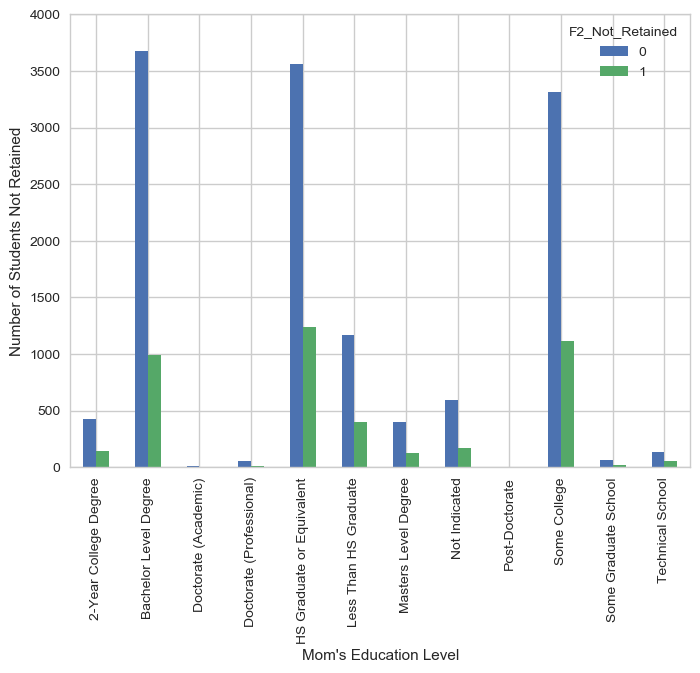 4000
3500
3000
2500
2000
1500
1000
500
0
Number of Students Not Retained
F2_Not_Retained
0
1
2-Year College Degree
Bachelor Level Degree
Doctorate (Academic)
Doctorate (Professional)
HS Graduate or Equivalent
Less Than HS Graduate
Masters Level Degree
Not Indicated
Post-Doctorate
Some College
Some Graduate School
Technical School
Mom's Education Level